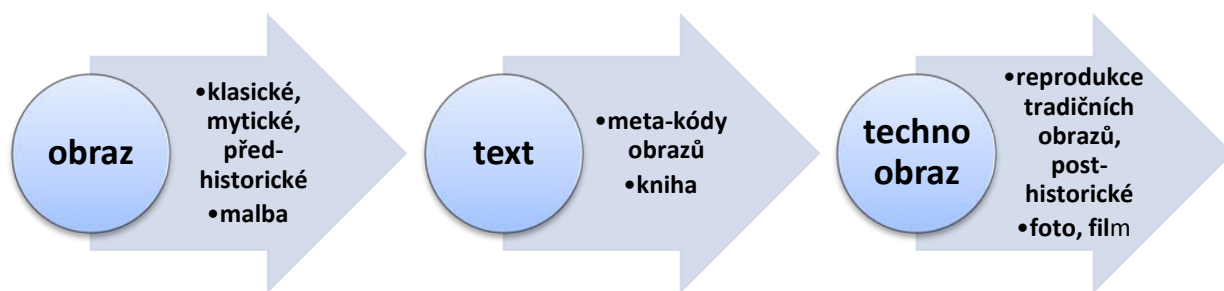 obraz
•klasické,
mytické,
před-
historické
•malba
text
•meta-kódy
obrazů
•kniha
techno
obraz
•reprodukce
tradičních
obrazů,
post-
historické
•foto, film